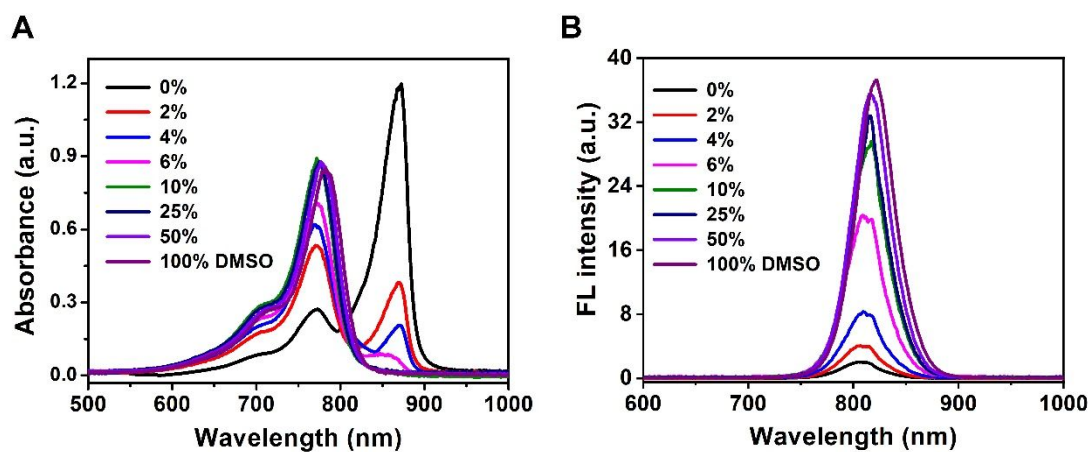 A
Absorbance (a.u.)
1.2
0.9
0.6
0.3
0.0
0%
2%
4%
6%
10%
25%
50%
100% DMSO
500 600 700 800 900 1000
Wavelength (nm)
B
FL intensity (a.u.)
40
32
24
16
8
0
0%
2%
4%
6%
10%
25%
50%
100% DMSO
600 700 800 900 1000
Wavelength (nm)